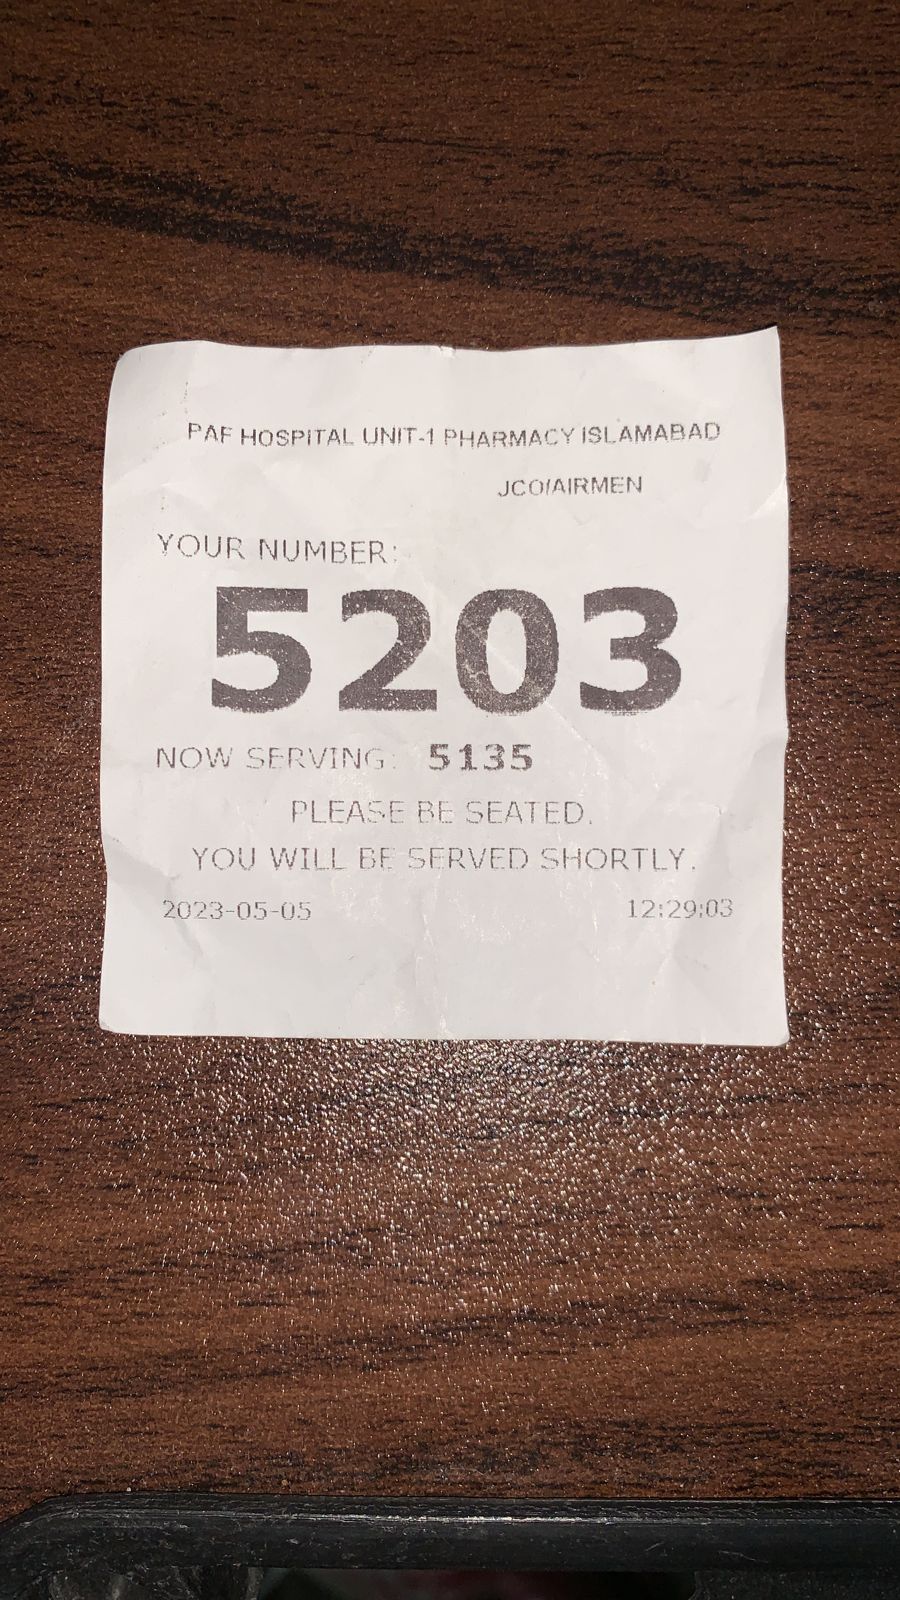 PAF HOSPITAL UNIT-1 PHARMACY ISLAMABAD
JCO/AIRMEN
YOUR NUMBER:
5203
NOW SERVING: 5135
PLEASE BE SEATED.
YOU WILL BE SERVED SHORTLY.
2023-05-05 12:29:03